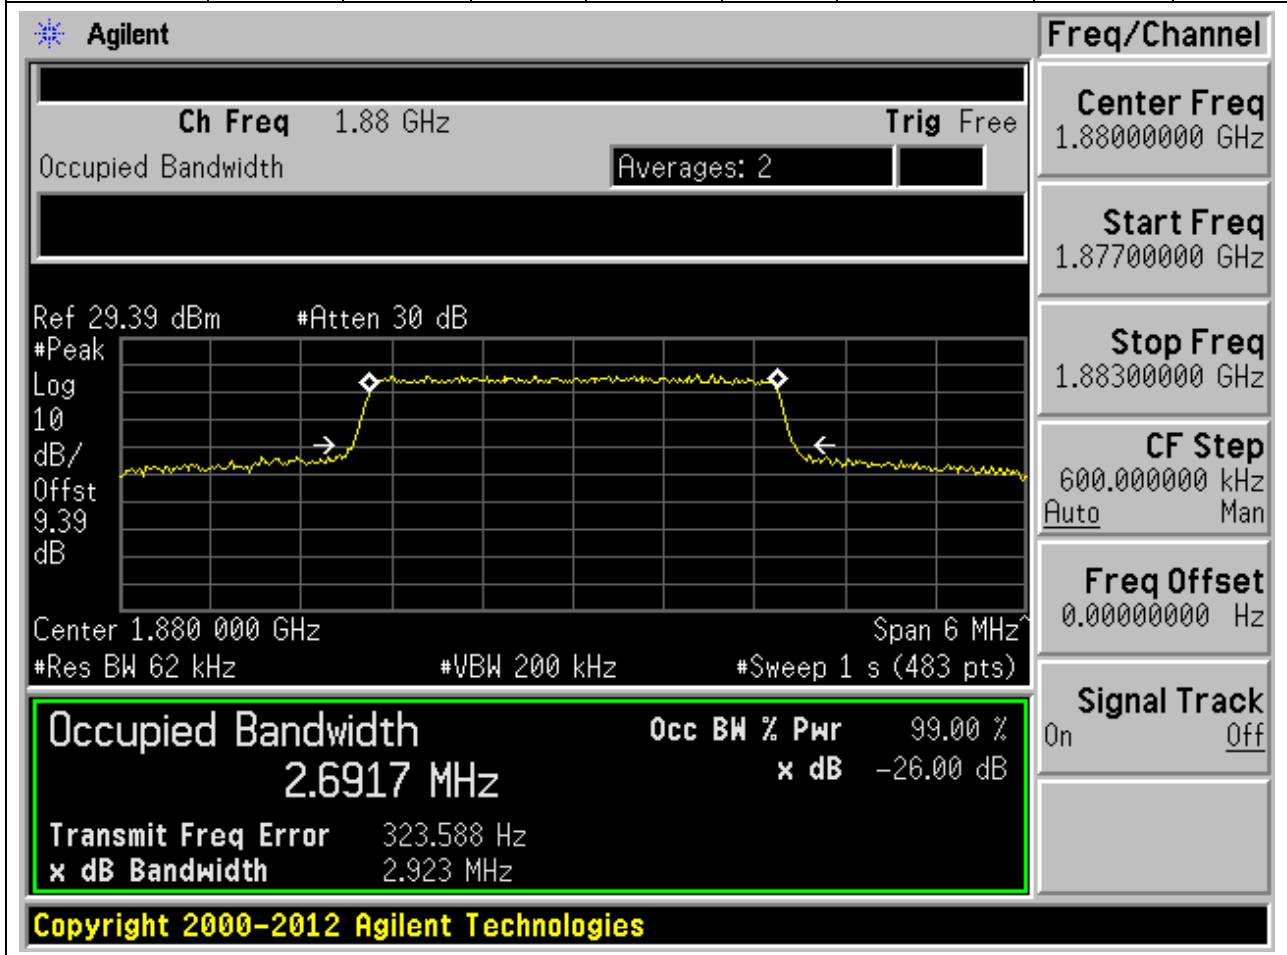 Agilent
Freq/Channel
Ch Freq 1.88 GHz Trig Free
Occupied Bandwidth Averages: 2
Ref 29.39 dBm #Atten 30 dB
#Peak
Log
10
dB/
Offst
9.39
dB
Center 1.880 000 GHz Span 6 MHz^
#Res BW 62 kHz #VBW 200 kHz #Sweep 1 s (483 pts)
Occupied Bandwidth Occ BW % Pwr 99.00 %
2.6917 MHz x dB -26.00 dB
Transmit Freq Error 323.588 Hz
x dB Bandwidth 2.923 MHz
Copyright 2000-2012 Agilent Technologies
Center Freq
1.88000000 GHz
Start Freq
1.87700000 GHz
Stop Freq
1.88300000 GHz
CF Step
600.000000 kHz
Auto Man
Freq Offset
0.00000000 Hz
Signal Track
On Off